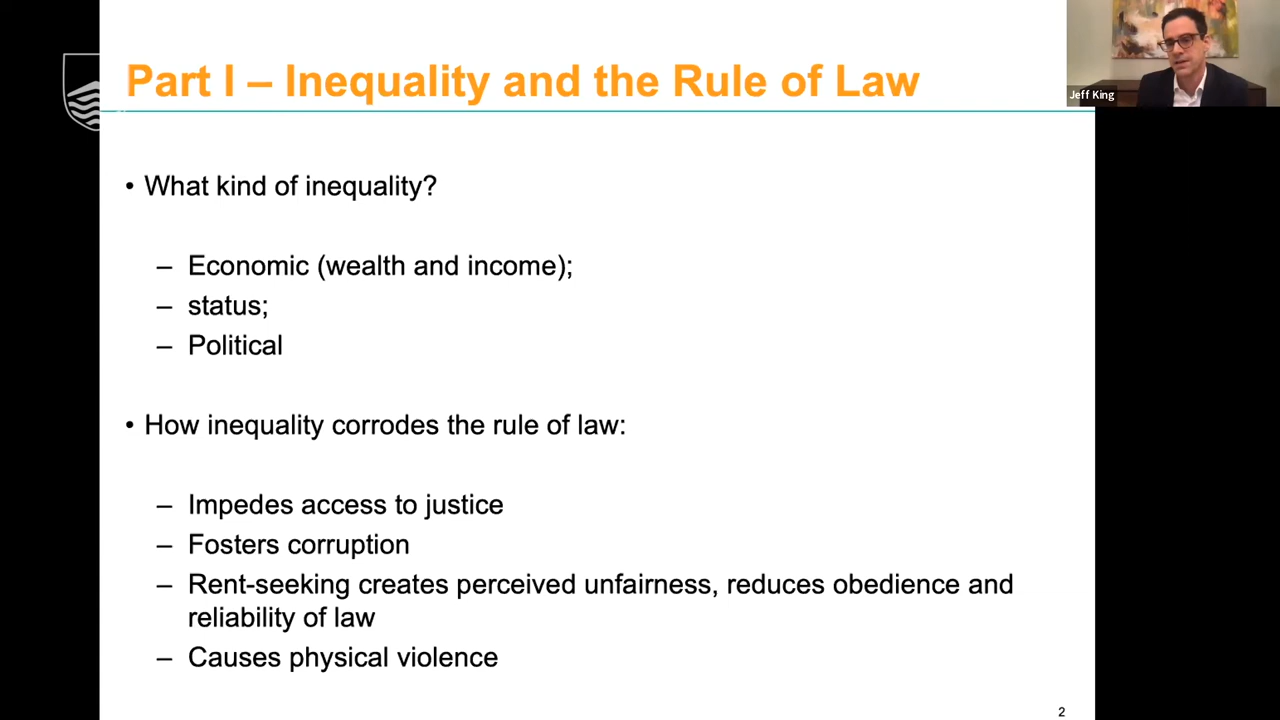 Part I – Inequality and the Rule of Law
Jeff King
• What kind of inequality?
– Economic (wealth and income);
– status;
– Political
• How inequality corrodes the rule of law:
– Impedes access to justice
– Fosters corruption
– Rent-seeking creates perceived unfairness, reduces obedience and
reliability of law
– Causes physical violence
2